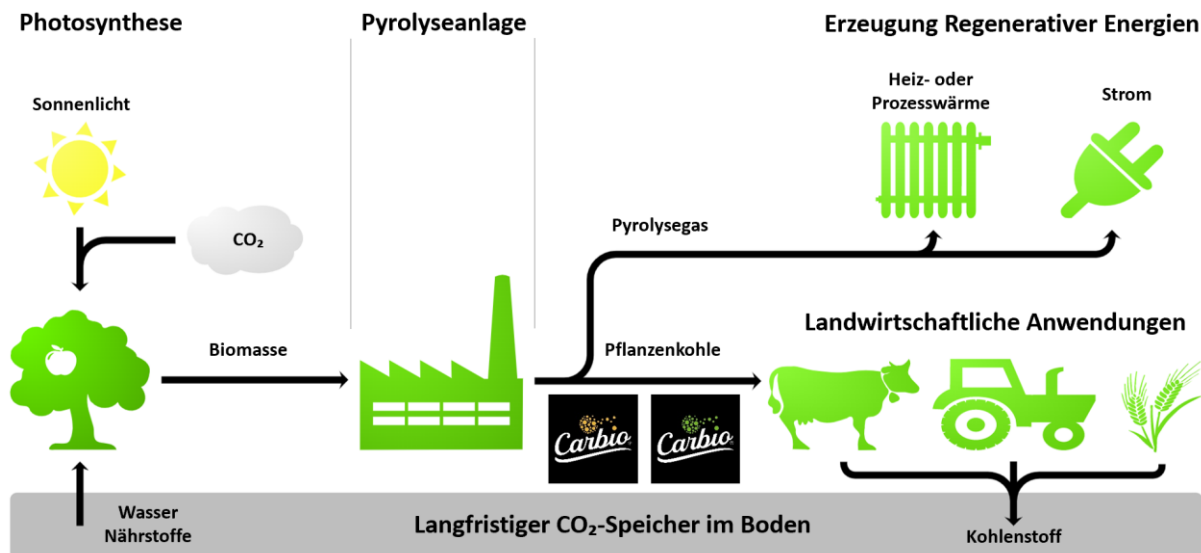 Photosynthese
Pyrolyseanlage
Erzeugung Regenerativer Energien
Sonnenlicht
Heiz- oder
Prozesswärme
Strom
CO₂
Pyrolysegas
Landwirtschaftliche Anwendungen
Biomasse
Pflanzenkohle
Carbio
Carbio
Wasser
Nährstoffe
Langfristiger CO₂-Speicher im Boden
Kohlenstoff